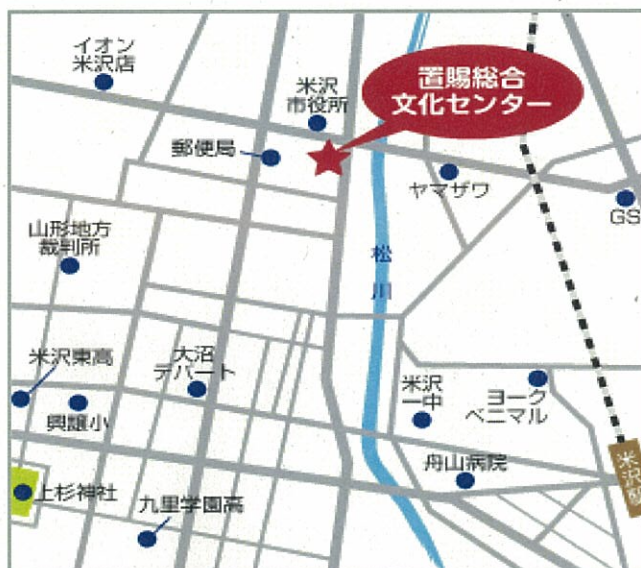 イオン
米沢店
米沢
市役所
置賜総合
文化センター
郵便局
ヤマザワ
GS
山形地方
裁判所
松川
米沢東高
大沼
デパート
興譲小
米沢
一中
ヨーク
ベニマル
舟山病院
米沢駅
上杉神社
九里学園高